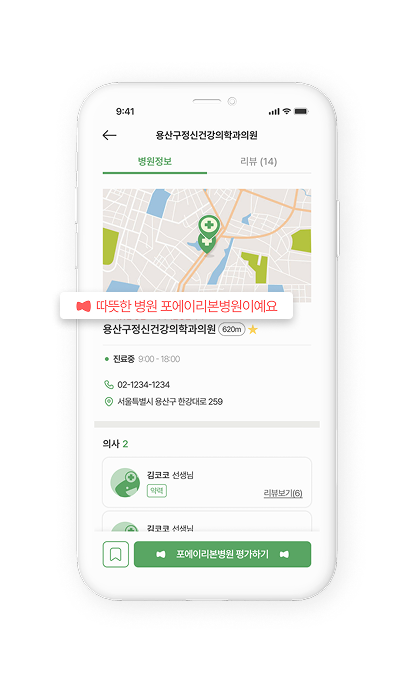 9:41
용산구정신건강의학과의원
병원정보
리뷰 (14)
따뜻한 병원 포에이리본병원이예요
용산구정신건강의학과의원 620m
진료중 9:00 - 18:00
02-1234-1234
서울특별시 용산구 한강대로 259
의사 2
김코코 선생님
약력
리뷰보기(6)
김코코 선생님
포에이리본병원 평가하기